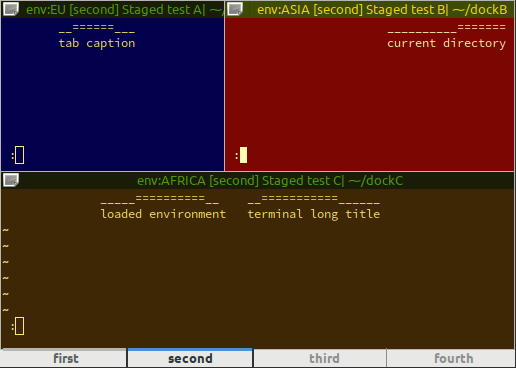 env:EU [second] Staged test A| ~/
__======___
tab caption
:
env:ASIA [second] Staged test B| ~/dockB
__________=======
current directory
:
env:AFRICA [second] Staged test C| ~/dockC
_____==========__ __===========______
loaded environment terminal long title
~
~
~
~
~
:
first second third fourth